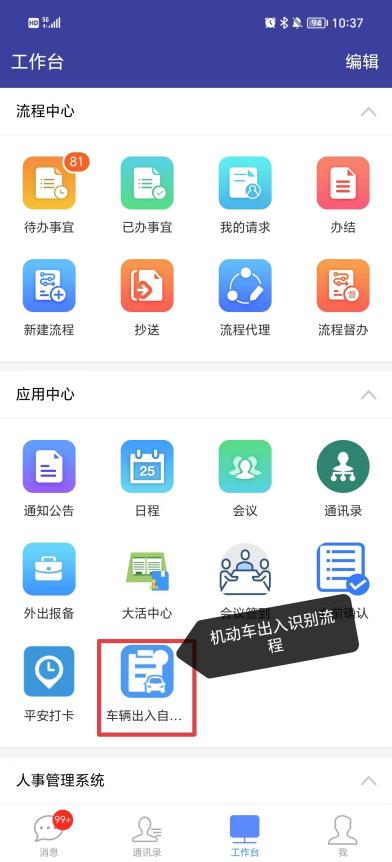 HD 5G 94 10:37
工作台 编辑
流程中心
81
待办事宜 已办事宜 我的请求 办结
督
新建流程 抄送 流程代理 流程督办
应用中心
25
通知公告 日程 会议 通讯录
外出报备 大活中心 会议签到 前确认
机动车出入识别流
程
平安打卡 车辆出入自...
人事管理系统
99+
消息 通讯录 工作台 我